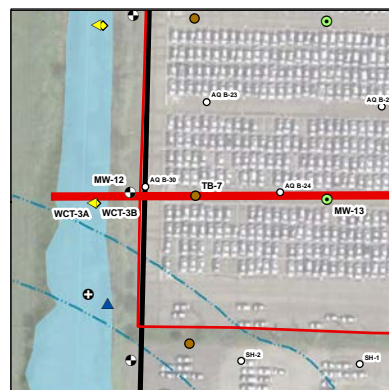 AQ B-23
AQ B-2
AQ B-30
MW-12
TB-7
AQ B-24
WCT-3A
WCT-3B
MW-13
SH-2
SH-1